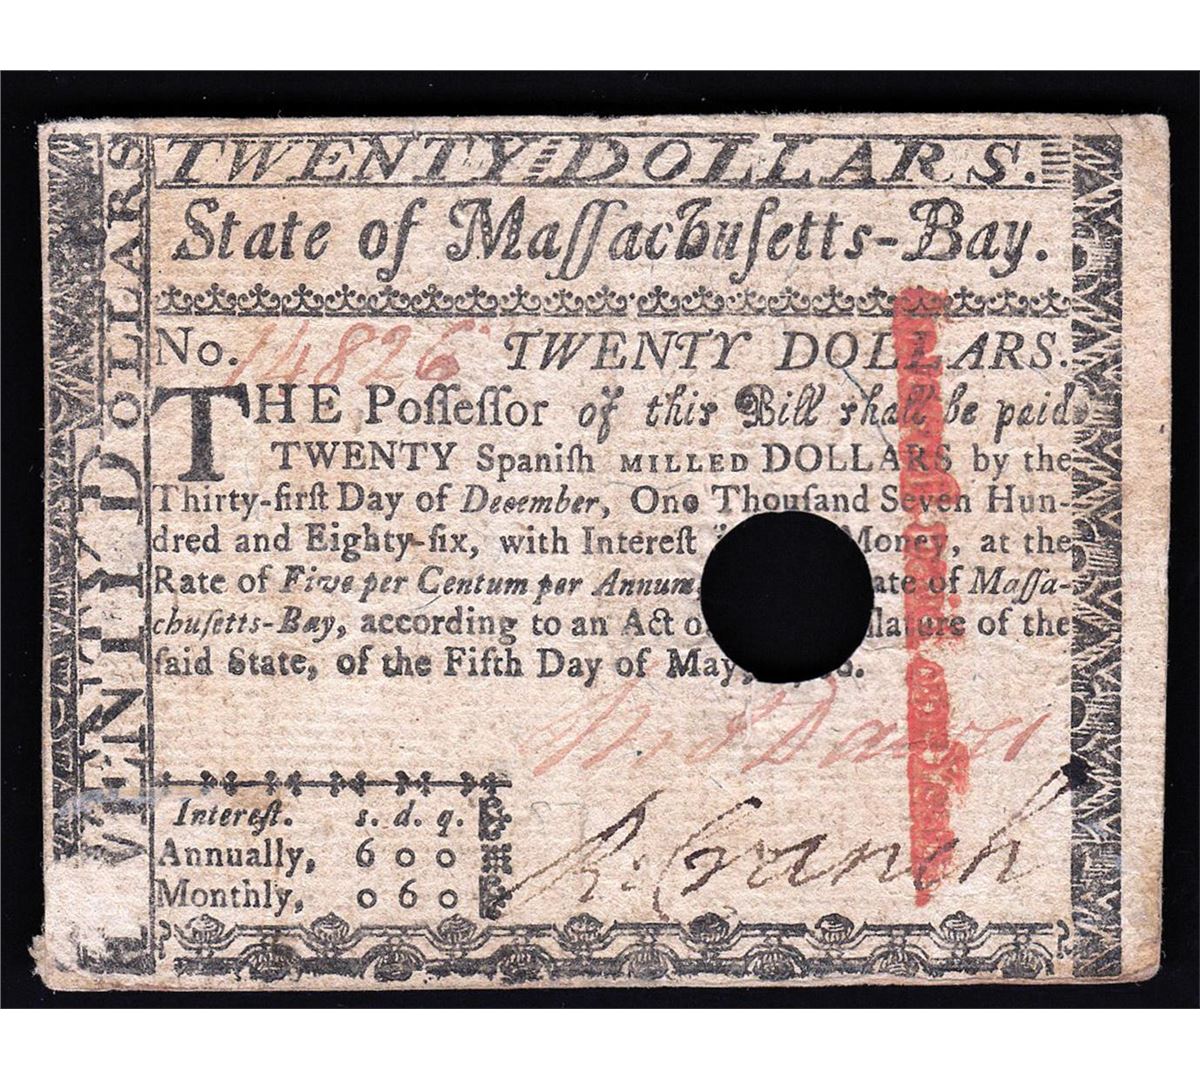 TWENTY DOLLARS.
State of Maſſachuſetts-Bay.
No. 14826 TWENTY DOLLARS.
THE Poſſeſſor of this Bill shall be paid
TWENTY Spaniſh MILLED DOLLARS by the
Thirty-firſt Day of December, One Thouſand Seven Hun-
dred and Eighty-ſix, with Intereſt Money, at the
Rate of Five per Centum per Annum, of Maſſa-
chuſetts-Bay, according to an Act of the
ſaid State, of the Fifth Day of May,
R. Cranch
Intereſt. s. d. q.
Annually, 6 0 0
Monthly, 0 6 0
TWENTY DOLLARS